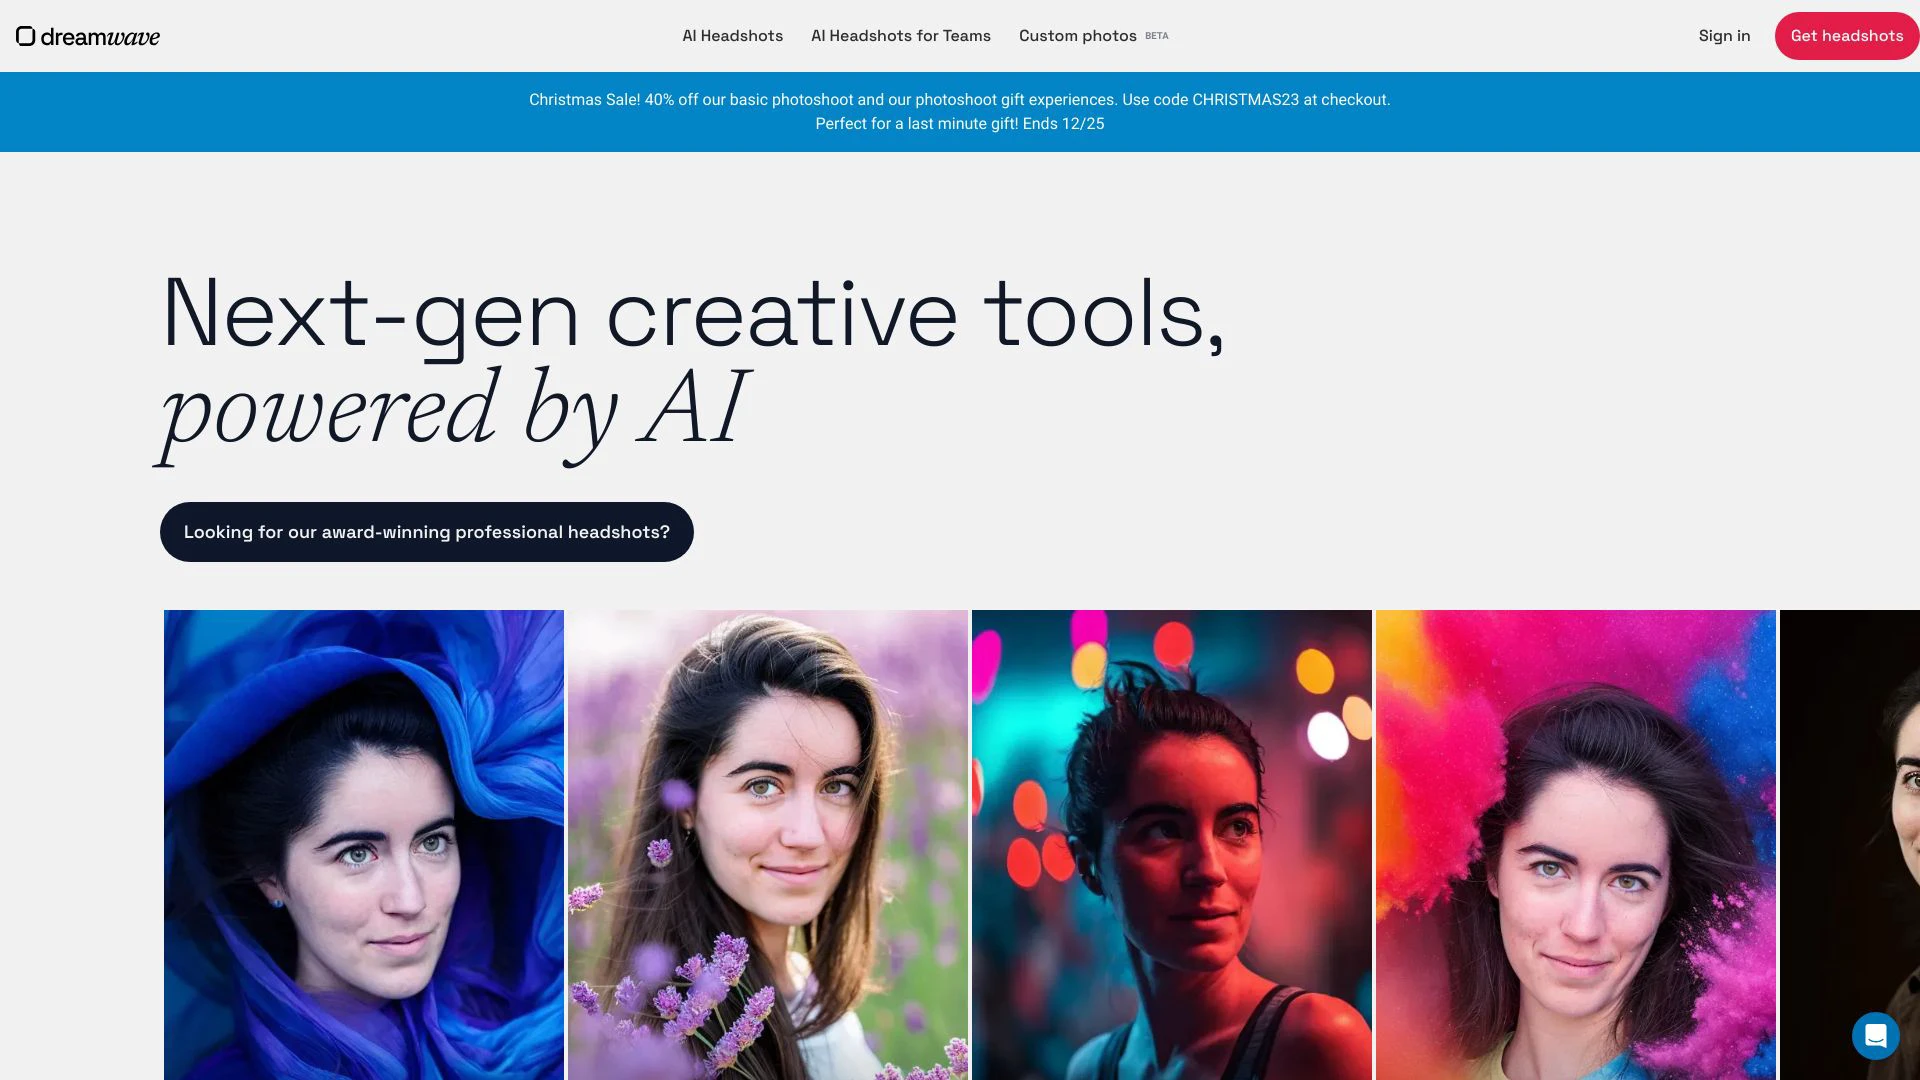 dreamwave
AI Headshots
AI Headshots for Teams
Custom photos BETA
Sign in
Get headshots
Christmas Sale! 40% off our basic photoshoot and our photoshoot gift experiences. Use code CHRISTMAS23 at checkout.
Perfect for a last minute gift! Ends 12/25
Next-gen creative tools,
powered by AI
Looking for our award-winning professional headshots?